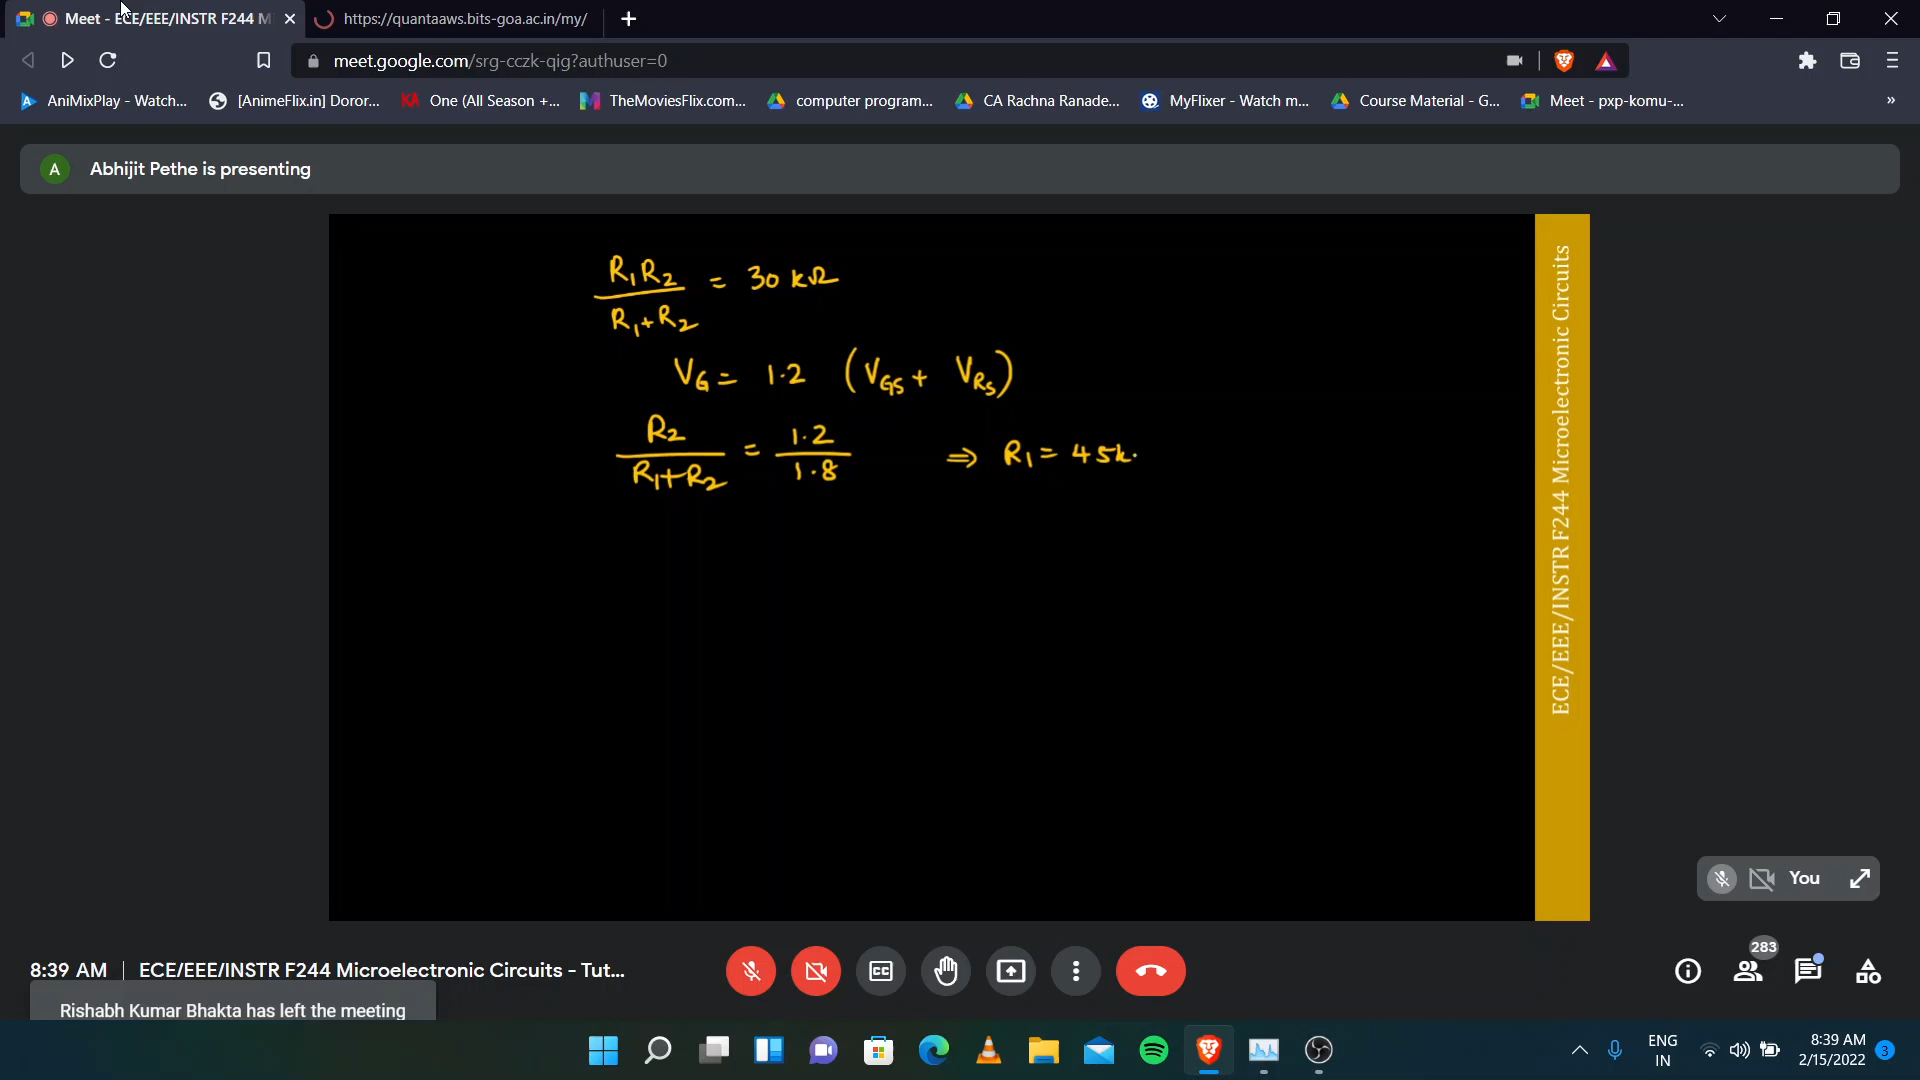 Meet - ECE/EEE/INSTR F244 M
https://quantaaws.bits-goa.ac.in/my/
meet.google.com/srg-cczk-qig?authuser=0
AniMixPlay - Watch... [AnimeFlix.in] Doror... KA One (All Season +... TheMoviesFlix.com... computer program... CA Rachna Ranade... MyFlixer - Watch m... Course Material - G... Meet - pxp-komu-... »
A Abhijit Pethe is presenting
R₁R₂ / R₁+R₂ = 30 kΩ
V_G = 1.2 (V_GS + V_RS)
R₂ / R₁+R₂ = 1.2 / 1.8 ⇒ R₁ = 45k.
ECE/EEE/INSTR F244 Microelectronic Circuits
You
283
8:39 AM | ECE/EEE/INSTR F244 Microelectronic Circuits - Tut...
CC
Rishabh Kumar Bhakta has left the meeting
ENG
IN
8:39 AM
2/15/2022
3